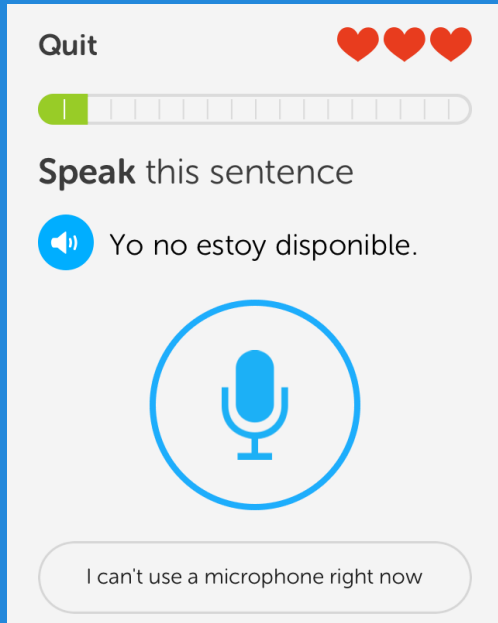 Quit
Speak this sentence
Yo no estoy disponible.
I can't use a microphone right now